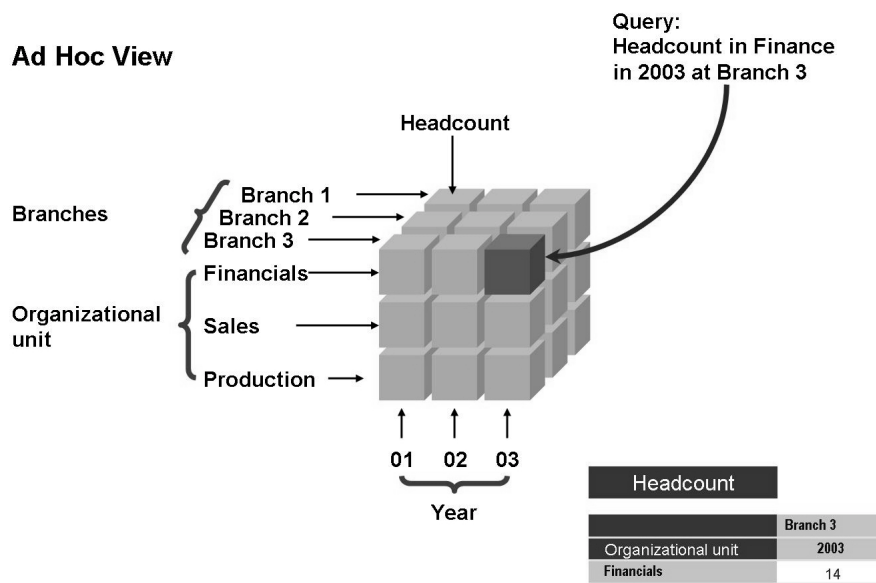 Query:
Headcount in Finance
in 2003 at Branch 3
Ad Hoc View
Headcount
Branches
Branch 1
Branch 2
Branch 3
Organizational
unit
Financials
Sales
Production
01 02 03
Year
Headcount
Branch 3
Organizational unit 2003
Financials 14